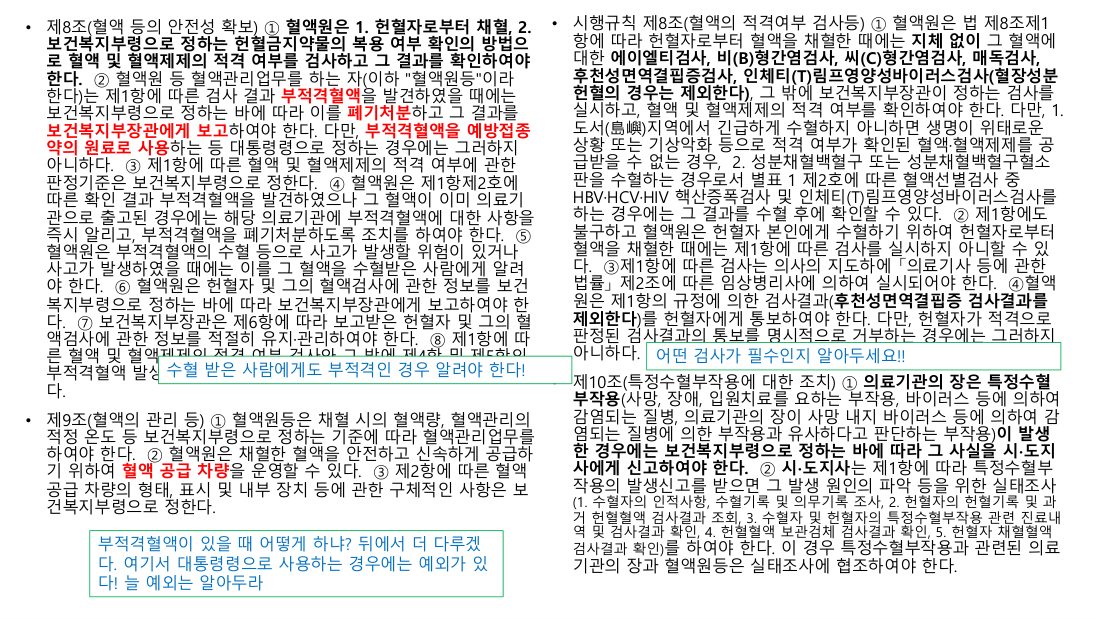 • 제8조(혈액 등의 안전성 확보) ① 혈액원은 1. 헌혈자로부터 채혈, 2.
보건복지부령으로 정하는 헌혈금지약물의 복용 여부 확인의 방법으
로 혈액 및 혈액제제의 적격 여부를 검사하고 그 결과를 확인하여야
한다. ② 혈액원 등 혈액관리업무를 하는 자(이하 "혈액원등"이라
한다)는 제1항에 따른 검사 결과 부적격혈액을 발견하였을 때에는
보건복지부령으로 정하는 바에 따라 이를 폐기처분하고 그 결과를
보건복지부장관에게 보고하여야 한다. 다만, 부적격혈액을 예방접종
약의 원료로 사용하는 등 대통령령으로 정하는 경우에는 그러하지
아니하다. ③ 제1항에 따른 혈액 및 혈액제제의 적격 여부에 관한
판정기준은 보건복지부령으로 정한다. ④ 혈액원은 제1항제2호에
따른 확인 결과 부적격혈액을 발견하였으나 그 혈액이 이미 의료기
관으로 출고된 경우에는 해당 의료기관에 부적격혈액에 대한 사항을
즉시 알리고, 부적격혈액을 폐기처분하도록 조치를 하여야 한다. ⑤
혈액원은 부적격혈액의 수혈 등으로 사고가 발생할 위험이 있거나
사고가 발생하였을 때에는 이를 그 혈액을 수혈받은 사람에게 알려
야 한다. ⑥ 혈액원은 헌혈자 및 그의 혈액검사에 관한 정보를 보건
복지부령으로 정하는 바에 따라 보건복지부장관에게 보고하여야 한
다. ⑦ 보건복지부장관은 제6항에 따라 보고받은 헌혈자 및 그의 혈
액검사에 관한 정보를 적절히 유지·관리하여야 한다. ⑧ 제1항에 따
른 혈액 및 혈액제제의 적격 여부 검사와 그 밖에 제4항 및 제5항의
부적격혈액 발생
다.
수혈 받은 사람에게도 부적격인 경우 알려야 한다!
• 제9조(혈액의 관리 등) ① 혈액원등은 채혈 시의 혈액량, 혈액관리의
적정 온도 등 보건복지부령으로 정하는 기준에 따라 혈액관리업무를
하여야 한다. ② 혈액원은 채혈한 혈액을 안전하고 신속하게 공급하
기 위하여 혈액 공급 차량을 운영할 수 있다. ③ 제2항에 따른 혈액
공급 차량의 형태, 표시 및 내부 장치 등에 관한 구체적인 사항은 보
건복지부령으로 정한다.
부적격혈액이 있을 때 어떻게 하냐? 뒤에서 더 다루겠
다. 여기서 대통령령으로 사용하는 경우에는 예외가 있
다! 늘 예외는 알아두라
• 시행규칙 제8조(혈액의 적격여부 검사등) ① 혈액원은 법 제8조제1
항에 따라 헌혈자로부터 혈액을 채혈한 때에는 지체 없이 그 혈액에
대한 에이엘티검사, 비(B)형간염검사, 씨(C)형간염검사, 매독검사,
후천성면역결핍증검사, 인체티(T)림프영양성바이러스검사(혈장성분
헌혈의 경우는 제외한다), 그 밖에 보건복지부장관이 정하는 검사를
실시하고, 혈액 및 혈액제제의 적격 여부를 확인하여야 한다. 다만, 1.
도서(島嶼)지역에서 긴급하게 수혈하지 아니하면 생명이 위태로운
상황 또는 기상악화 등으로 적격 여부가 확인된 혈액·혈액제제를 공
급받을 수 없는 경우, 2. 성분채혈백혈구 또는 성분채혈백혈구혈소
판을 수혈하는 경우로서 별표 1 제2호에 따른 혈액선별검사 중
HBV·HCV·HIV 핵산증폭검사 및 인체티(T)림프영양성바이러스검사를
하는 경우에는 그 결과를 수혈 후에 확인할 수 있다. ② 제1항에도
불구하고 혈액원은 헌혈자 본인에게 수혈하기 위하여 헌혈자로부터
혈액을 채혈한 때에는 제1항에 따른 검사를 실시하지 아니할 수 있
다. ③제1항에 따른 검사는 의사의 지도하에 「의료기사 등에 관한
법률」 제2조에 따른 임상병리사에 의하여 실시되어야 한다. ④혈액
원은 제1항의 규정에 의한 검사결과(후천성면역결핍증 검사결과를
제외한다)를 헌혈자에게 통보하여야 한다. 다만, 헌혈자가 적격으로
판정된 검사결과의 통보를 명시적으로 거부하는 경우에는 그러하지
아니하다.
어떤 검사가 필수인지 알아두세요!!
제10조(특정수혈부작용에 대한 조치) ① 의료기관의 장은 특정수혈
부작용(사망, 장애, 입원치료를 요하는 부작용, 바이러스 등에 의하여
감염되는 질병, 의료기관의 장이 사망 내지 바이러스 등에 의하여 감
염되는 질병에 의한 부작용과 유사하다고 판단하는 부작용)이 발생
한 경우에는 보건복지부령으로 정하는 바에 따라 그 사실을 시·도지
사에게 신고하여야 한다. ② 시·도지사는 제1항에 따라 특정수혈부
작용의 발생신고를 받으면 그 발생 원인의 파악 등을 위한 실태조사
(1. 수혈자의 인적사항, 수혈기록 및 의무기록 조사, 2. 헌혈자의 헌혈기록 및 과
거 헌혈혈액 검사결과 조회, 3. 수혈자 및 헌혈자의 특정수혈부작용 관련 진료내
역 및 검사결과 확인, 4. 헌혈혈액 보관검체 검사결과 확인, 5. 헌혈자 채혈혈액
검사결과 확인)를 하여야 한다. 이 경우 특정수혈부작용과 관련된 의료
기관의 장과 혈액원등은 실태조사에 협조하여야 한다.